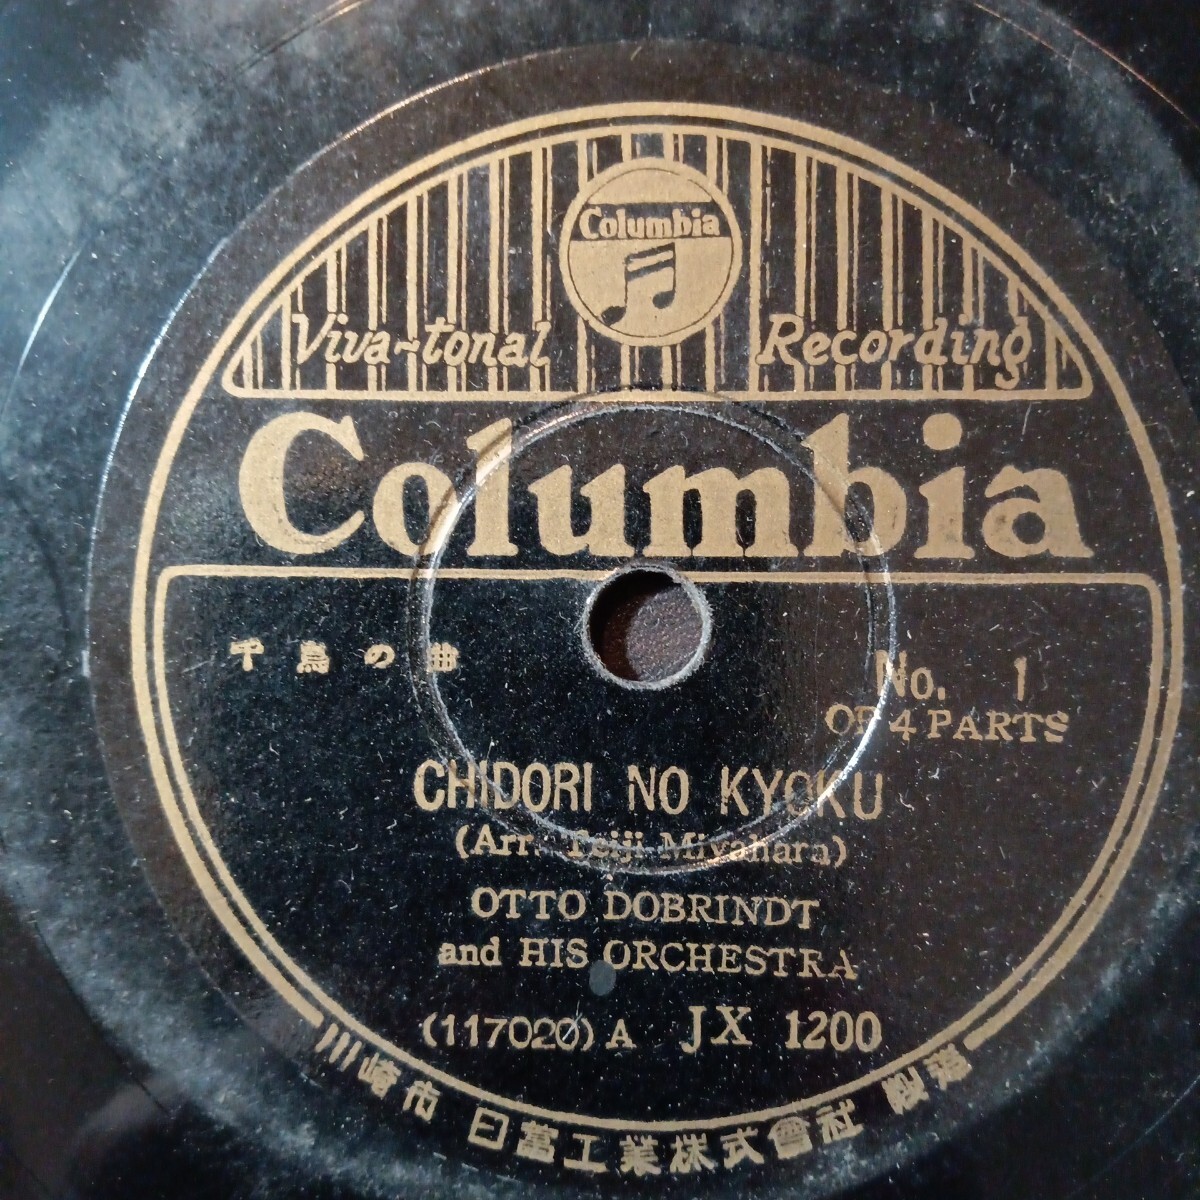 Columbia
Viva-tonal Recording
Columbia
千鳥の曲
No. 1
OF 4 PARTS
CHIDORI NO KYOKU
(Arr. Teiji Miyahara)
OTTO DOBRINDT
and HIS ORCHESTRA
(117020) A JX 1200
川崎市 日蓄工業株式會社 製造